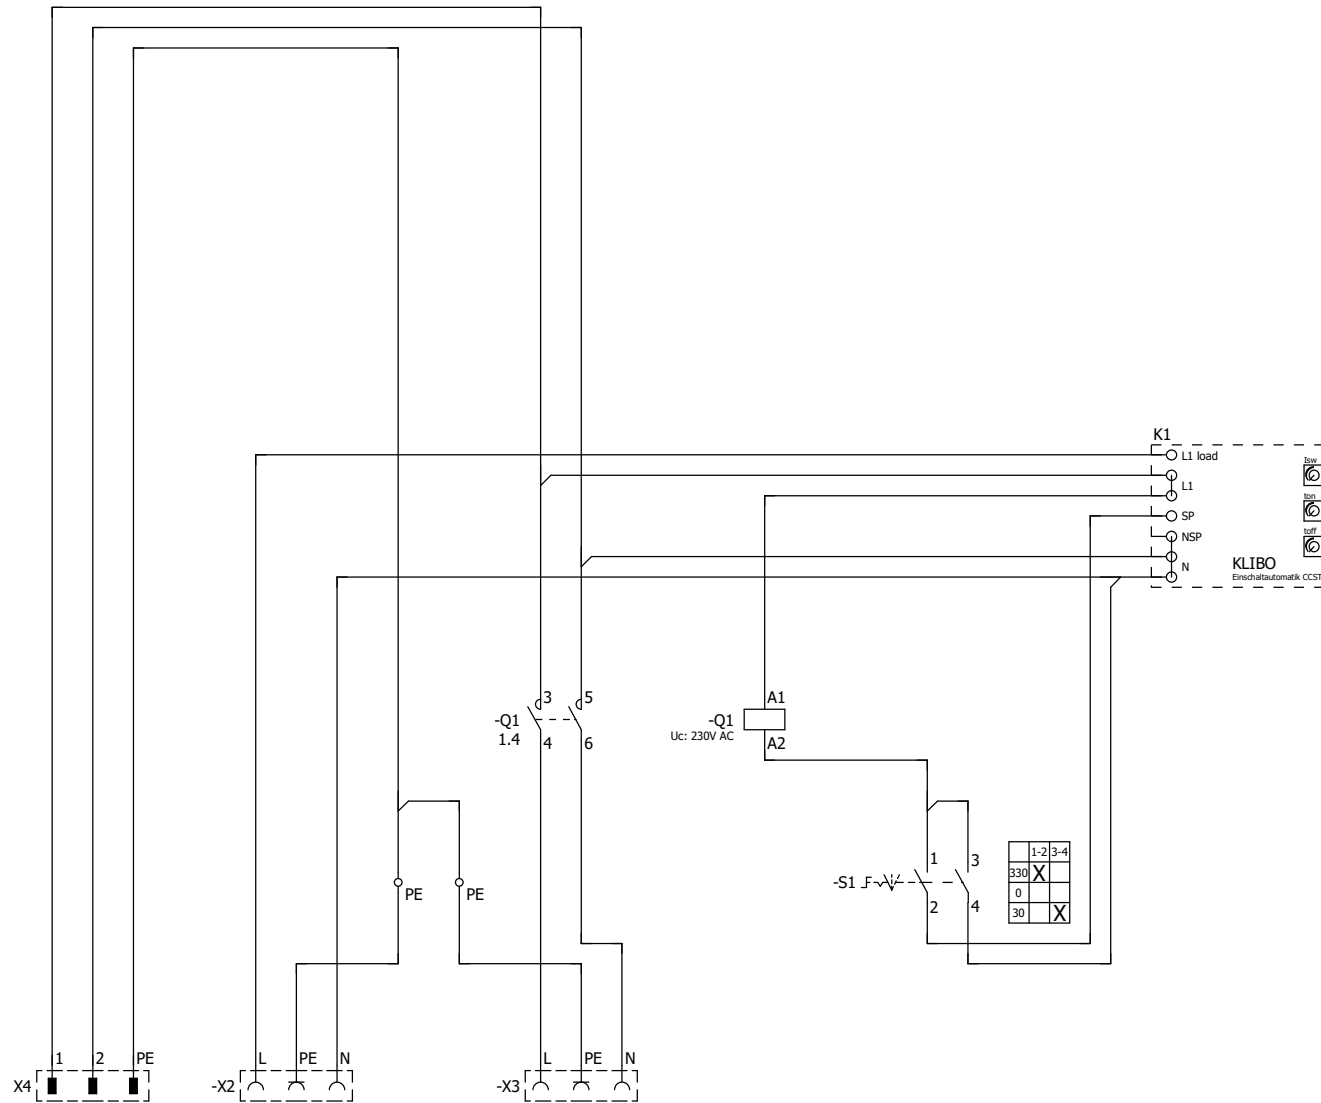 K1
L1 load
Isw
L1
ton
SP
toff
NSP
N
KLIBO
Einschaltautomatik CCST
3
5
-Q1
1.4
4
6
A1
-Q1
Uc: 230V AC
A2
1
3
1-2 3-4
330 X
-S1
PE
PE
0
2
4
30 X
1
2
PE
L
PE
N
L
PE
N
X4
-X2
-X3